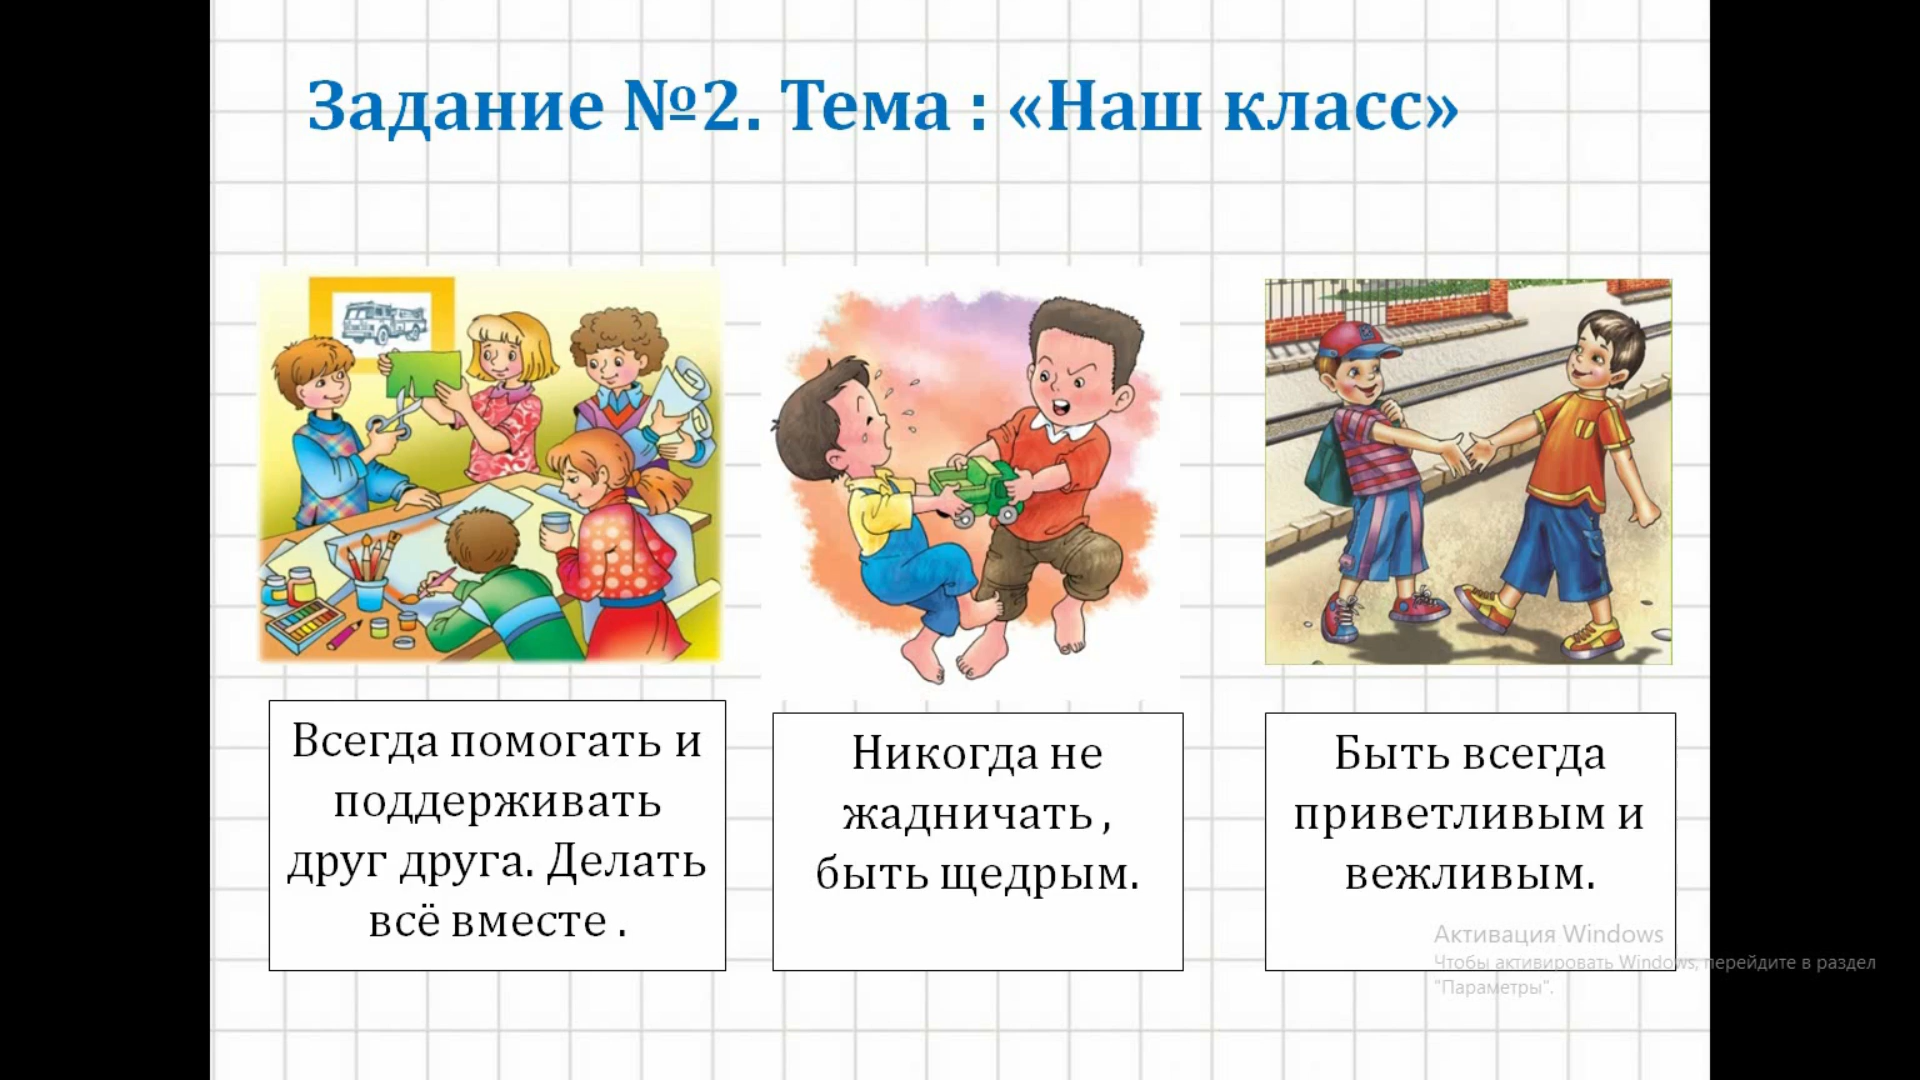 Задание №2. Тема : «Наш класс»
Всегда помогать и
поддерживать
друг друга. Делать
всё вместе .
Никогда не
жадничать ,
быть щедрым.
Быть всегда
приветливым и
вежливым.
Активация Windows
Чтобы активировать Windows, перейдите в раздел
"Параметры".